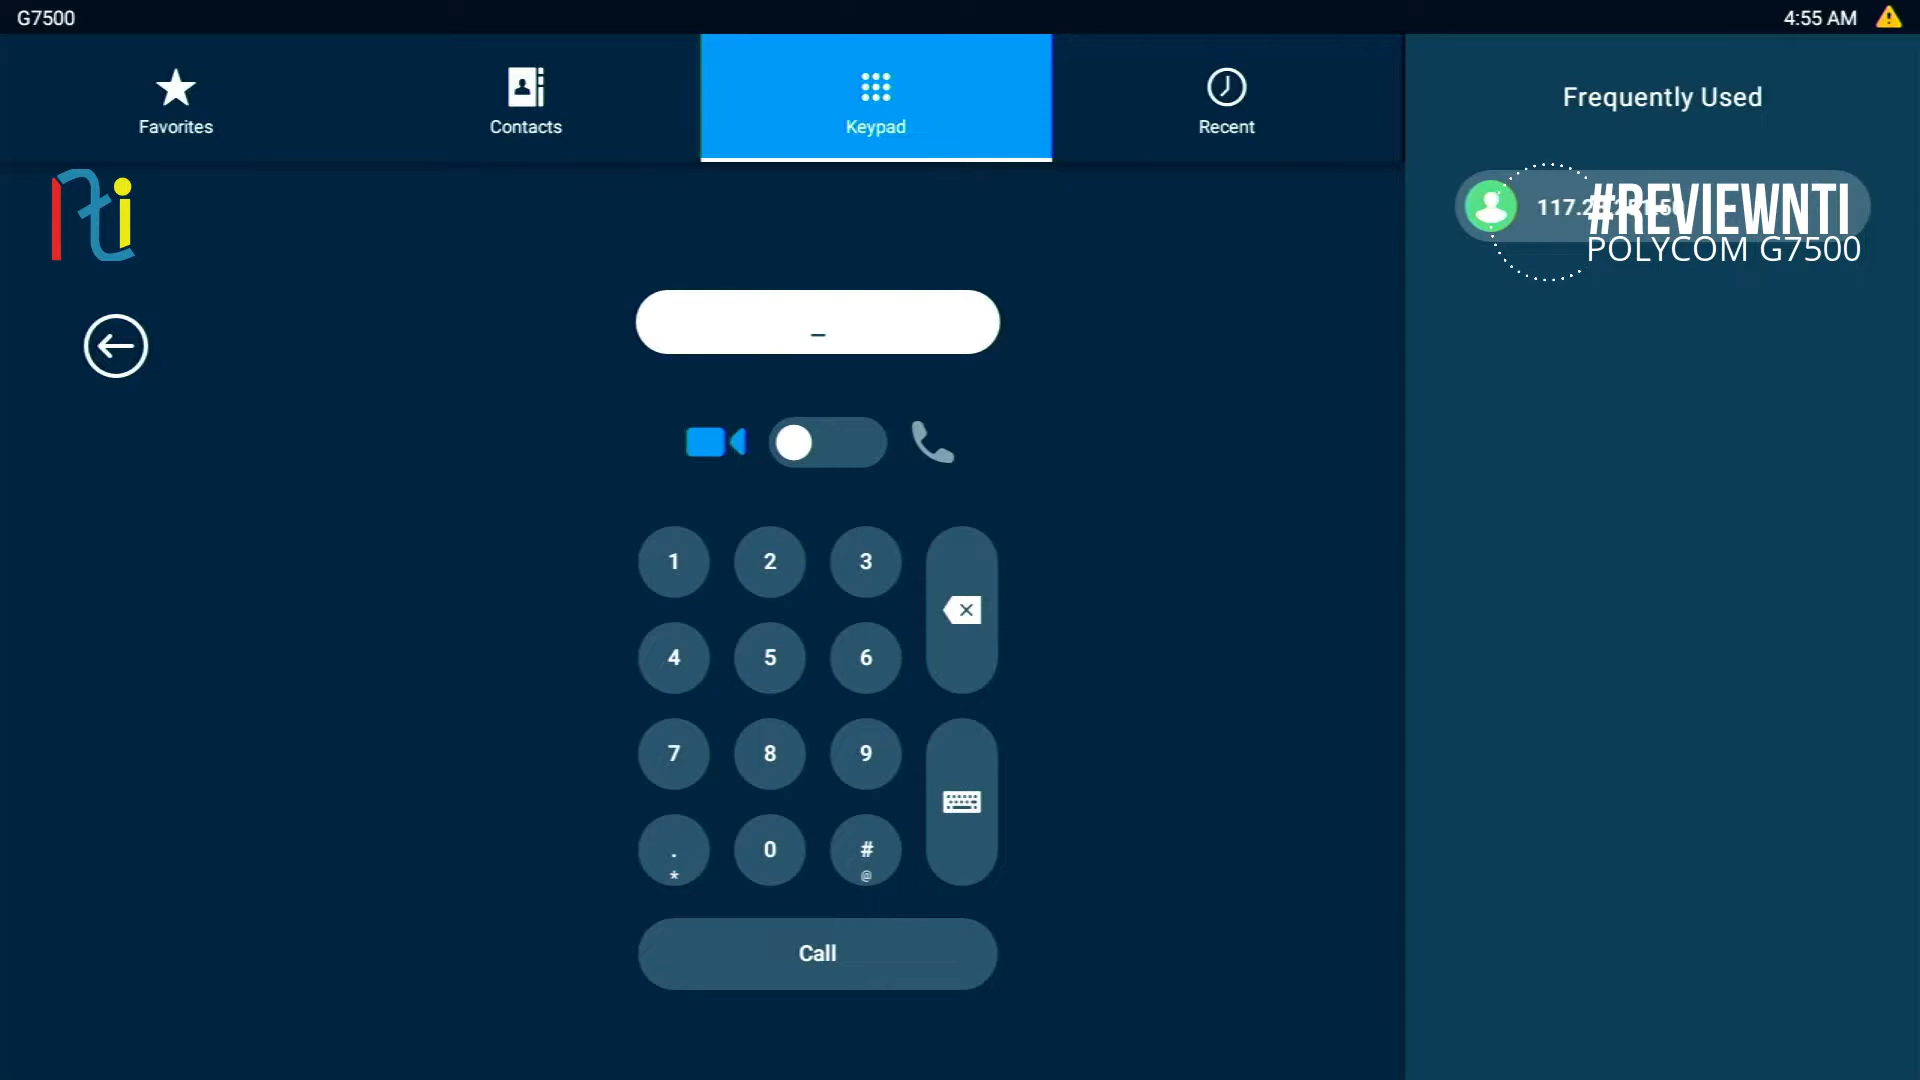 G7500
4:55 AM
Favorites
Contacts
Keypad
Recent
Frequently Used
nti
#REVIEWNTI
POLYCOM G7500
1
2
3
4
5
6
7
8
9
.
*
0
#
@
Call